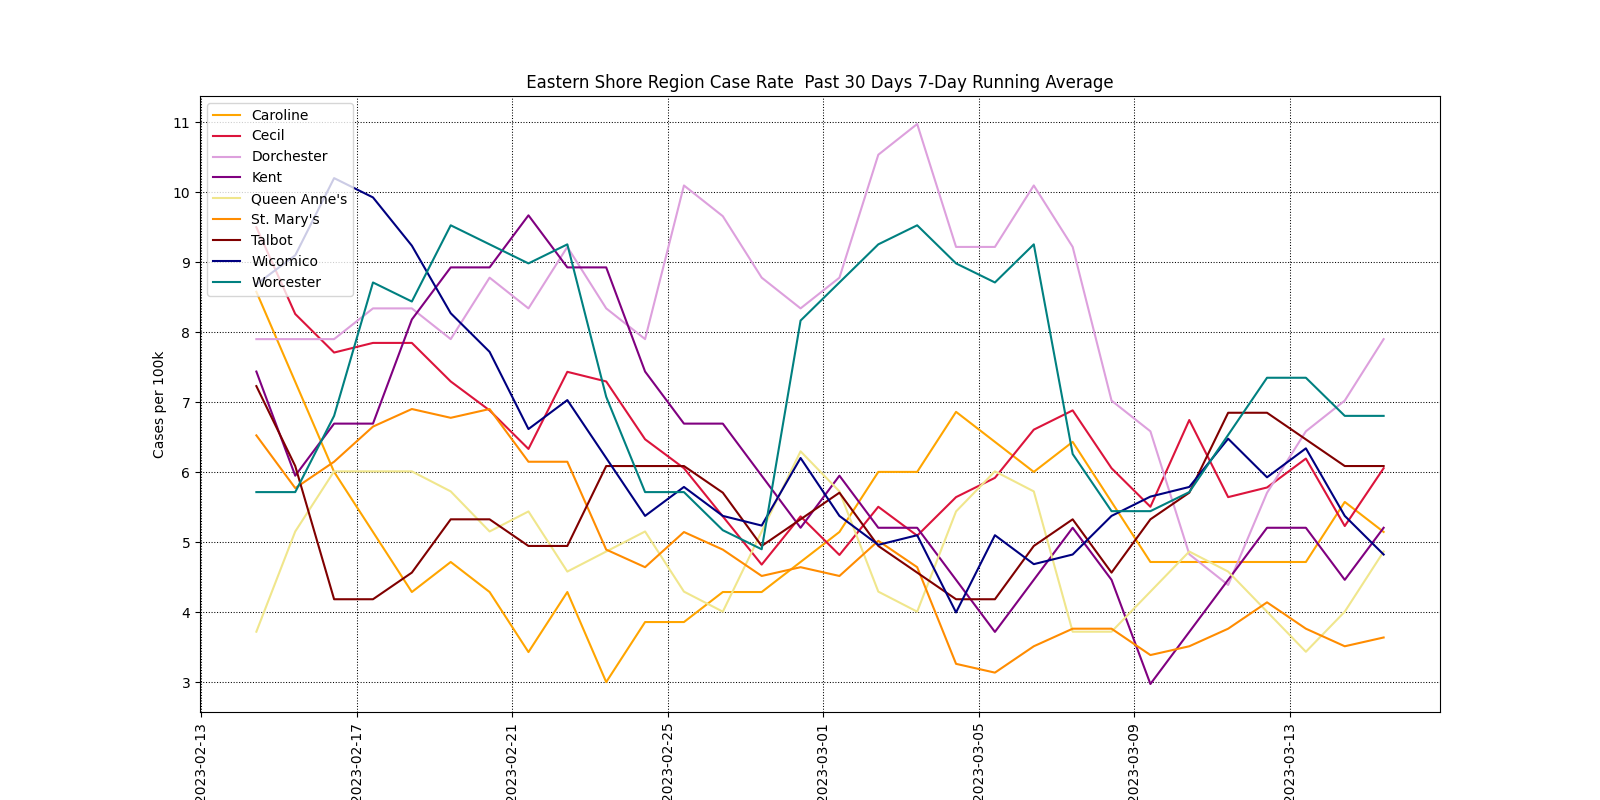 Eastern Shore Region Case Rate  Past 30 Days 7-Day Running Average
Caroline
Cecil
Dorchester
Kent
Queen Anne's
St. Mary's
Talbot
Wicomico
Worcester
Cases per 100k
11
10
9
8
7
6
5
4
3
2023-02-13
2023-02-17
2023-02-21
2023-02-25
2023-03-01
2023-03-05
2023-03-09
2023-03-13